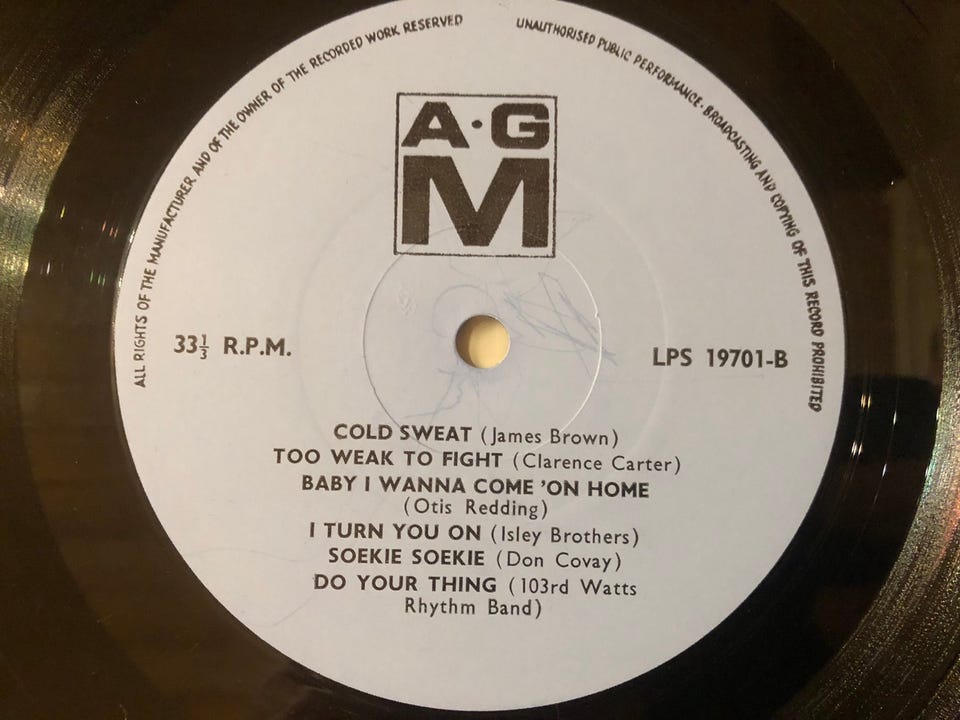 ALL RIGHTS OF THE MANUFACTURER AND OF THE OWNER OF THE RECORDED WORK RESERVED
UNAUTHORISED PUBLIC PERFORMANCE · BROADCASTING AND COPYING OF THIS RECORD PROHIBITED
A·G
M
33⅓ R.P.M.
LPS 19701-B
COLD SWEAT (James Brown)
TOO WEAK TO FIGHT (Clarence Carter)
BABY I WANNA COME 'ON HOME
(Otis Redding)
I TURN YOU ON (Isley Brothers)
SOEKIE SOEKIE (Don Covay)
DO YOUR THING (103rd Watts
Rhythm Band)